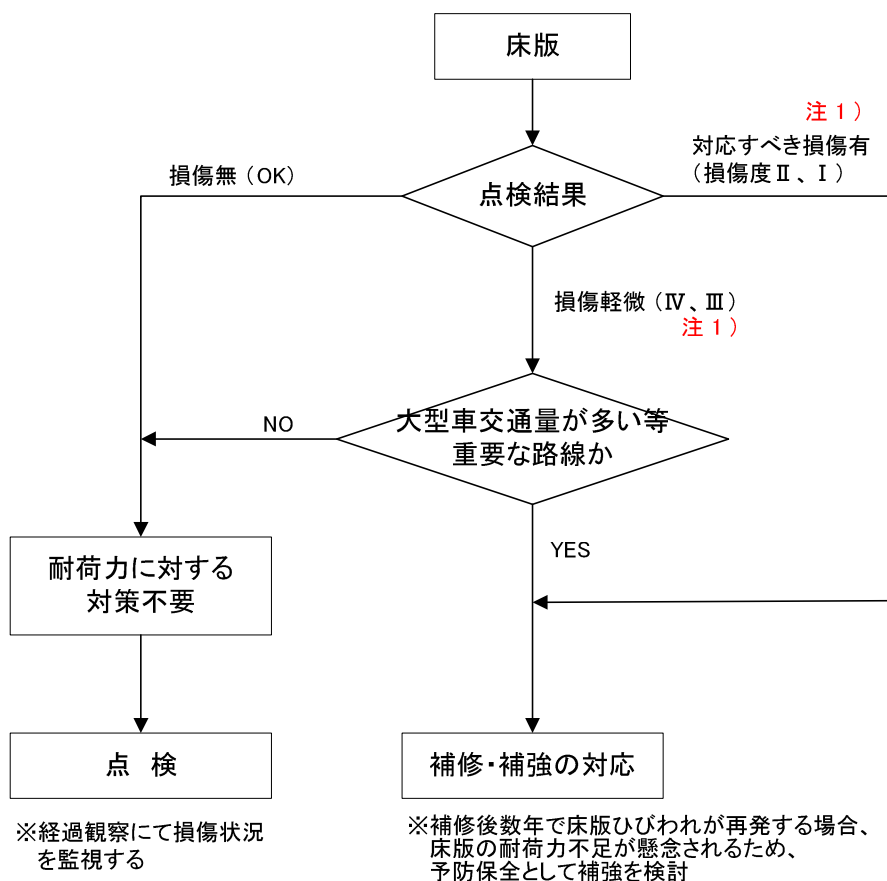 床版
注１）
対応すべき損傷有
（損傷度Ⅱ、Ⅰ）
損傷無（OK）
点検結果
損傷軽微（Ⅳ、Ⅲ）
注１）
大型車交通量が多い等
重要な路線か
NO
YES
耐荷力に対する
対策不要
点 検
補修・補強の対応
※経過観察にて損傷状況
を監視する
※補修後数年で床版ひびわれが再発する場合、
床版の耐荷力不足が懸念されるため、
予防保全として補強を検討